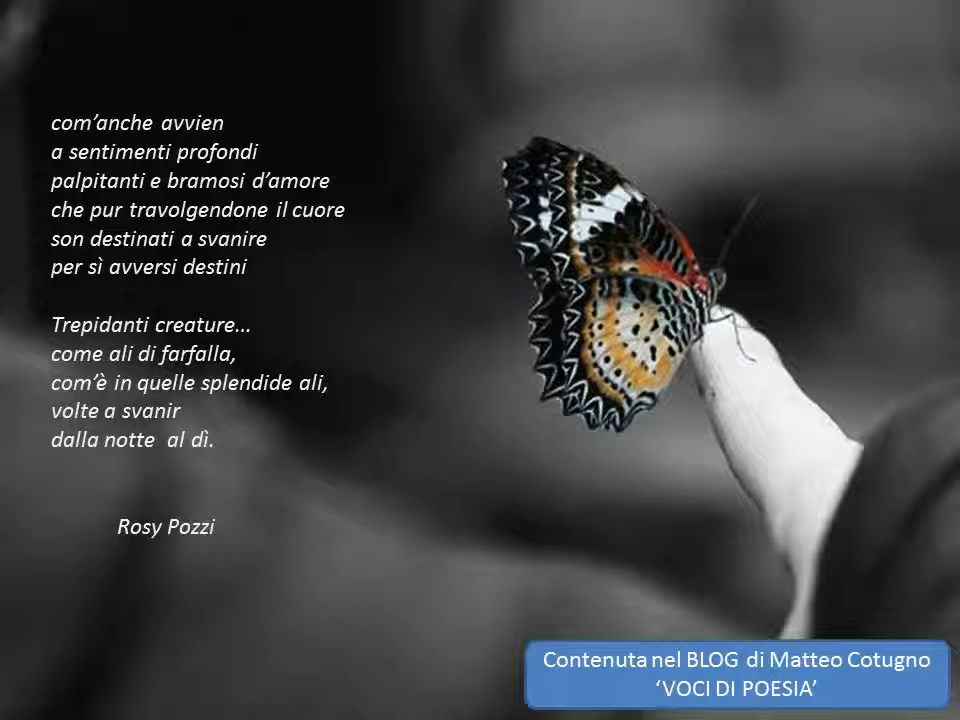 com’anche avvien
a sentimenti profondi
palpitanti e bramosi d’amore
che pur travolgendone il cuore
son destinati a svanire
per sì avversi destini
Trepidanti creature...
come ali di farfalla,
com’è in quelle splendide ali,
volte a svanir
dalla notte  al dì.
Rosy Pozzi
Contenuta nel BLOG di Matteo Cotugno
‘VOCI DI POESIA’